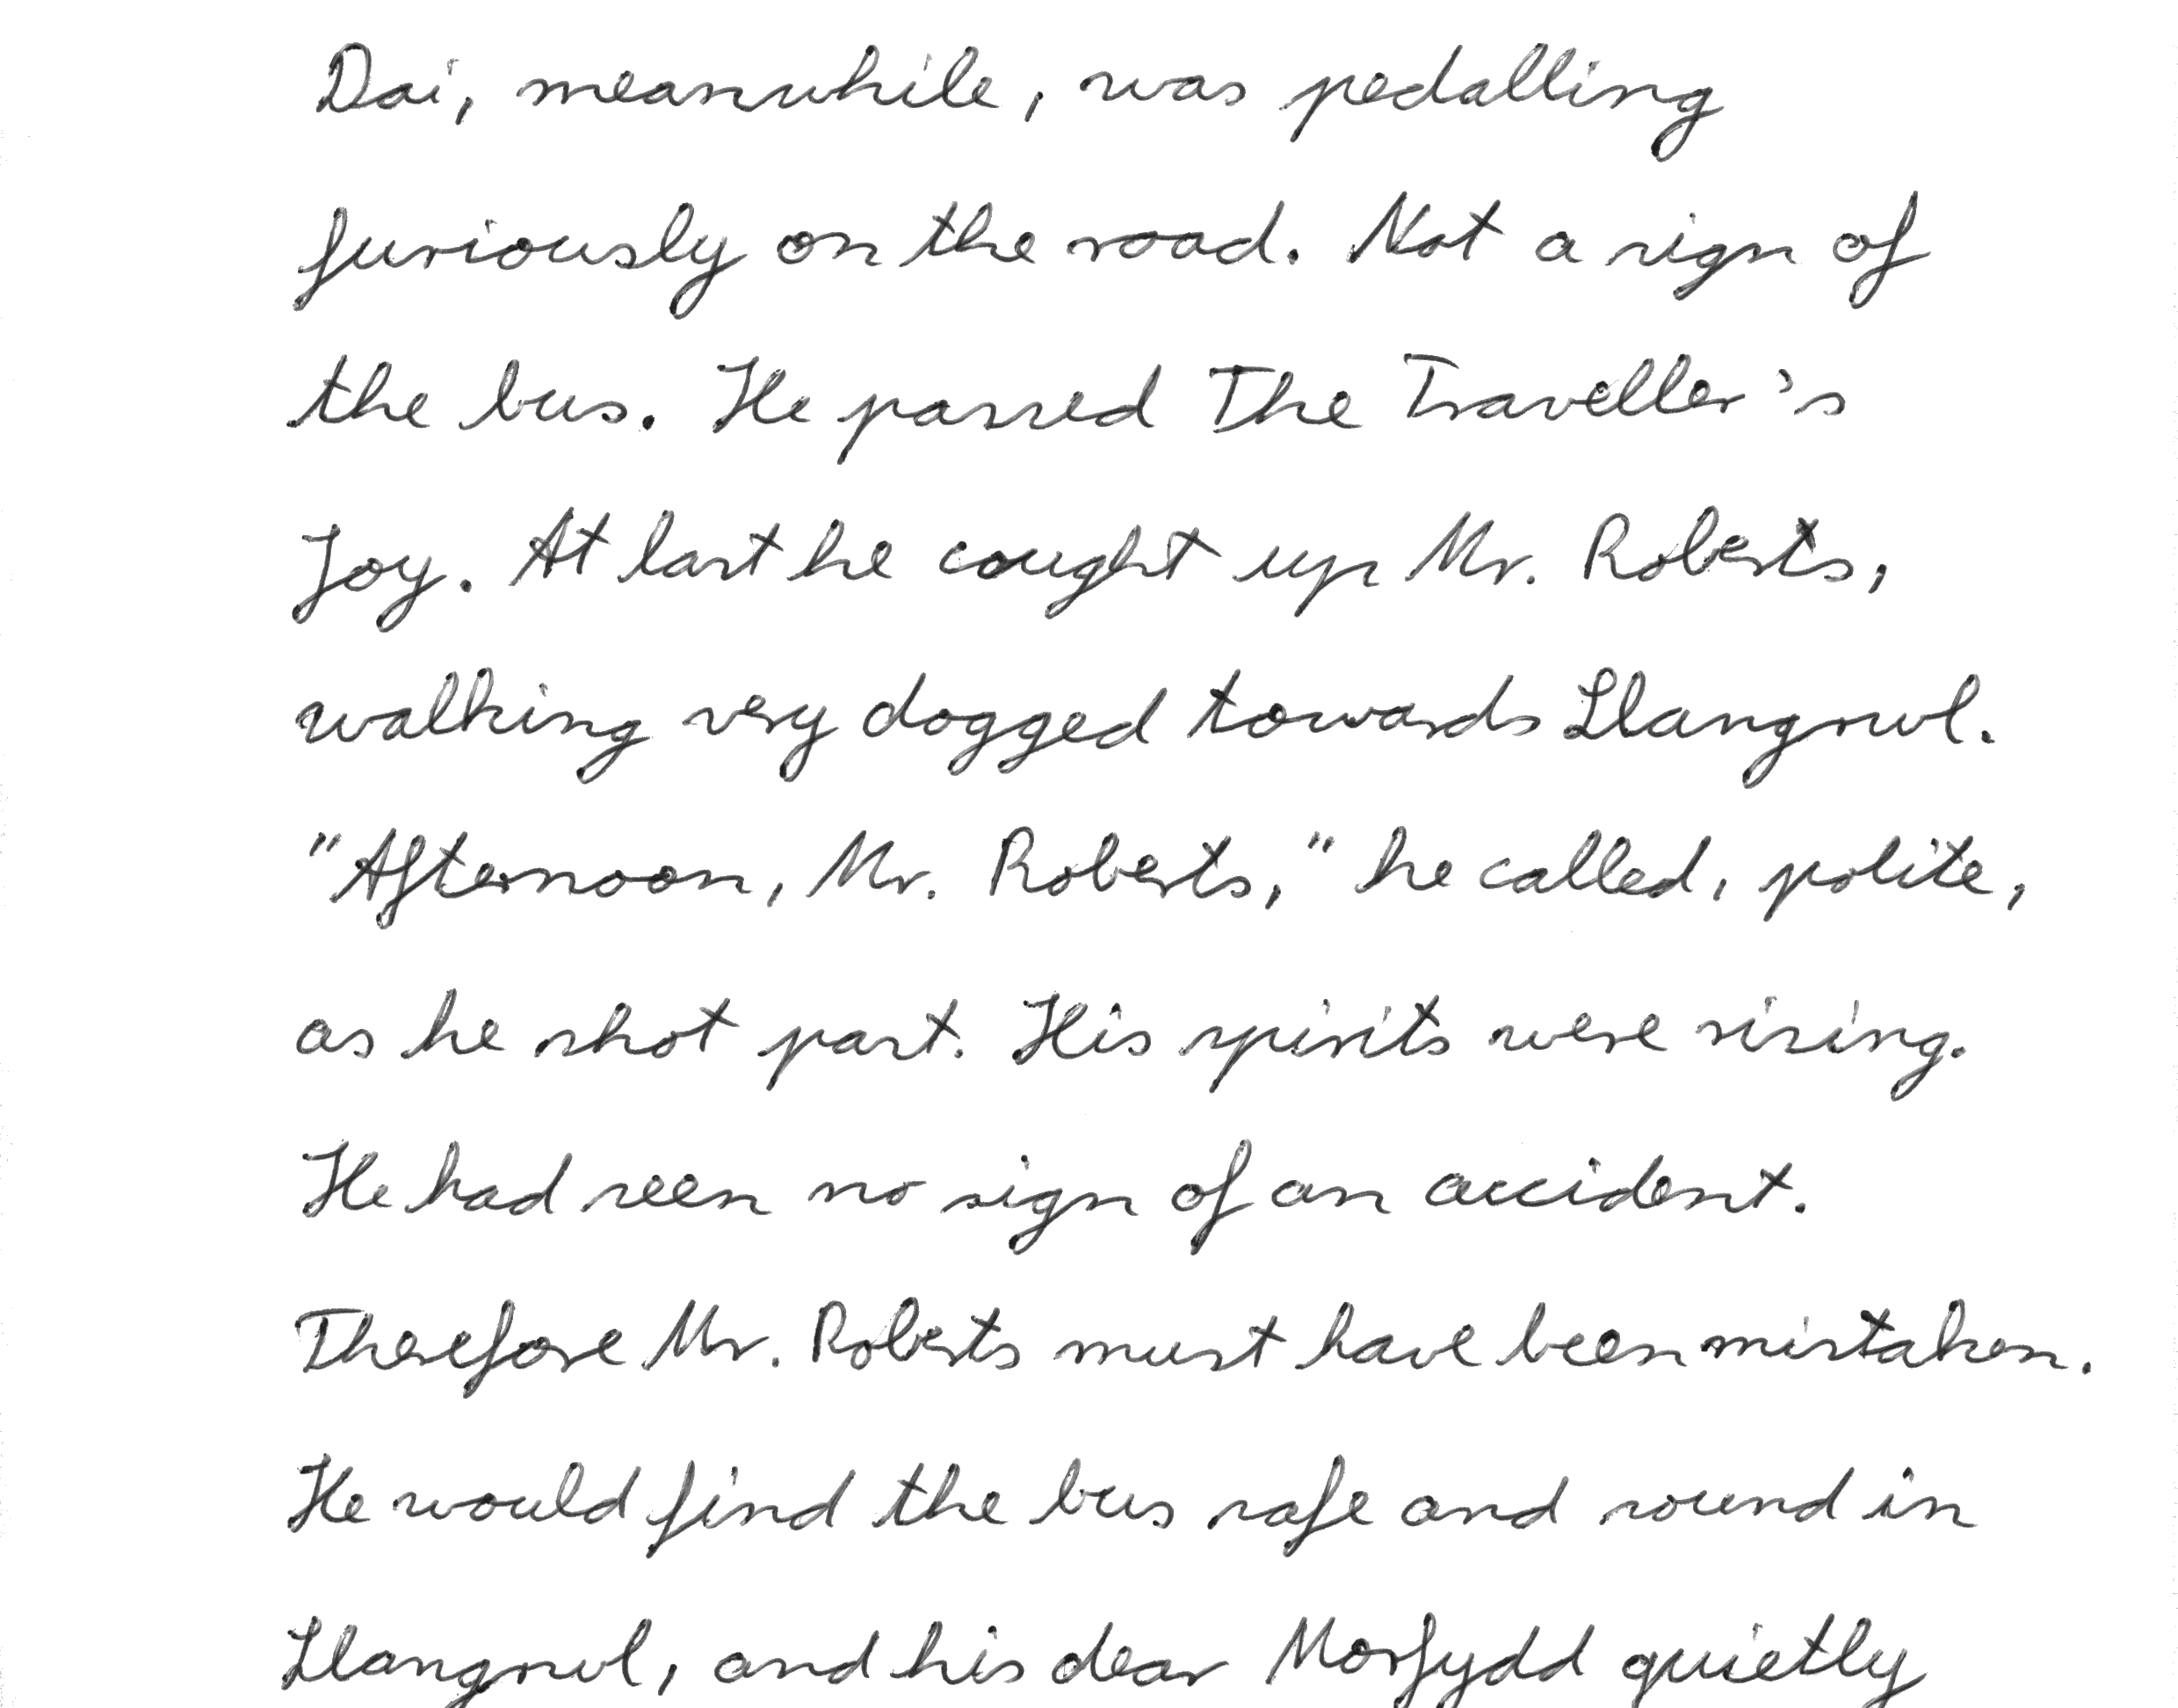 Dai, meanwhile, was pedalling
furiously on the road. Not a sign of
the bus. He passed The Traveller's
Joy. At last he caught up Mr. Roberts,
walking very dogged towards Llangrwl.
"Afternoon, Mr. Roberts," he called, polite,
as he shot past. His spirits were rising.
He had seen no sign of an accident.
Therefore Mr. Roberts must have been mistaken.
He would find the bus safe and sound in
Llangrwl, and his dear Morfydd quietly